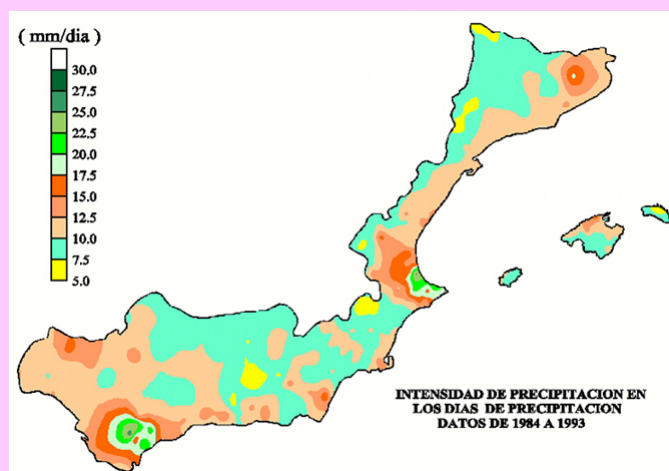 ( mm/dia )
30.0
27.5
25.0
22.5
20.0
17.5
15.0
12.5
10.0
7.5
5.0
INTENSIDAD DE PRECIPITACION EN
LOS DIAS DE PRECIPITACION
DATOS DE 1984 A 1993